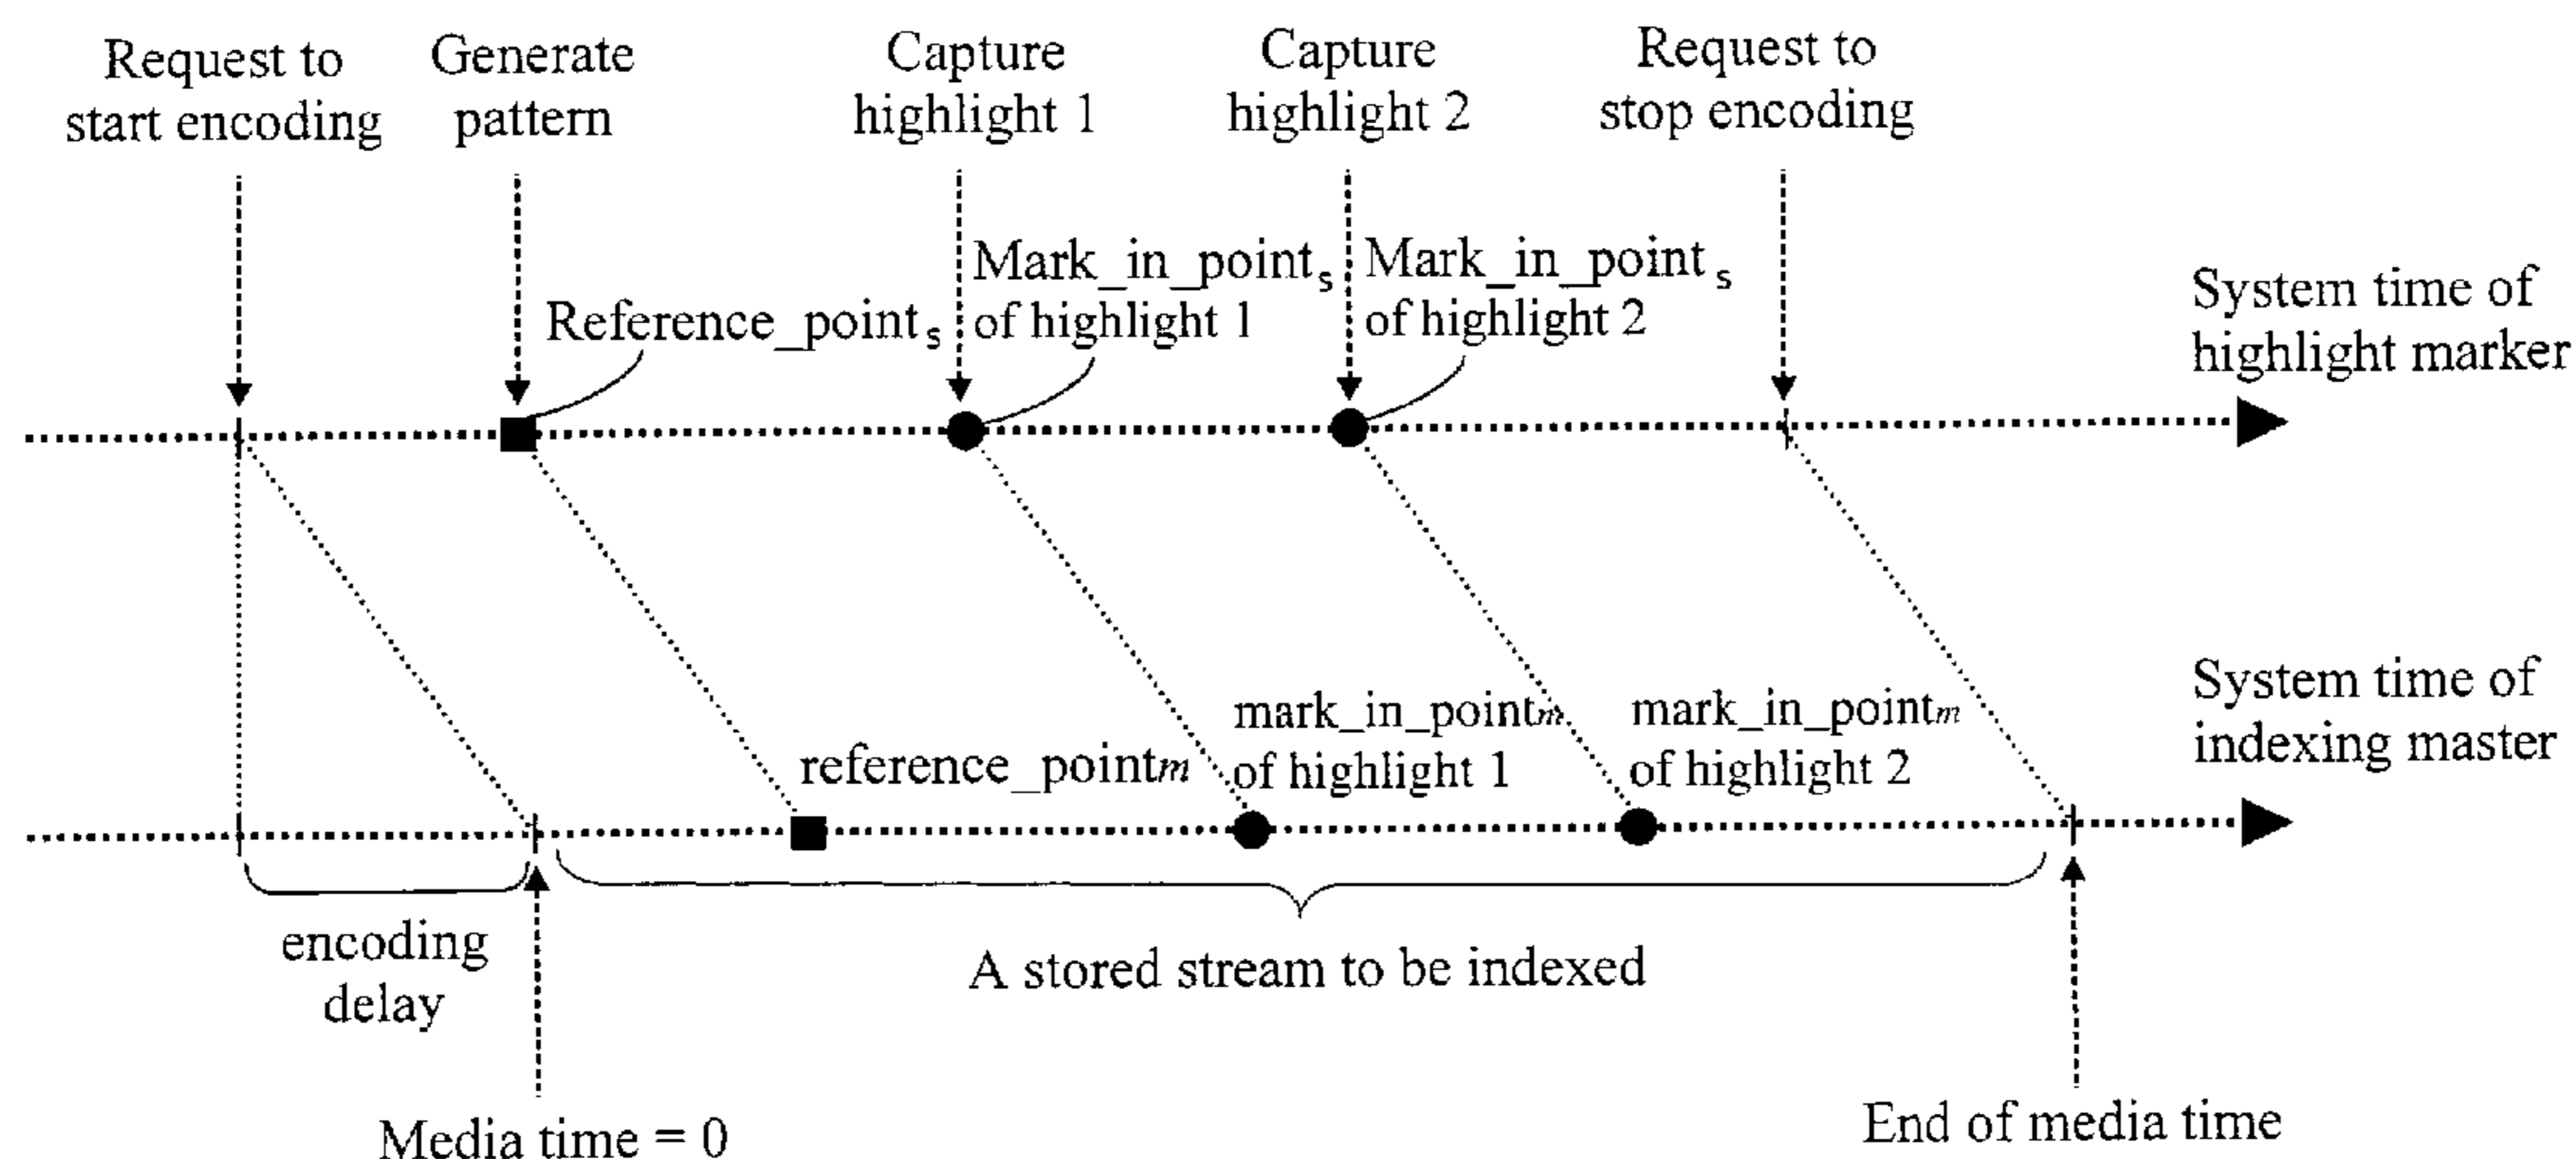 Request to
start encoding
Generate
pattern
Capture
highlight 1
Capture
highlight 2
Request to
stop encoding
Reference_points
Mark_in_points
of highlight 1
Mark_in_points
of highlight 2
System time of
highlight marker
reference_pointm
mark_in_pointm
of highlight 1
mark_in_pointm
of highlight 2
System time of
indexing master
encoding
delay
A stored stream to be indexed
Media time = 0
End of media time